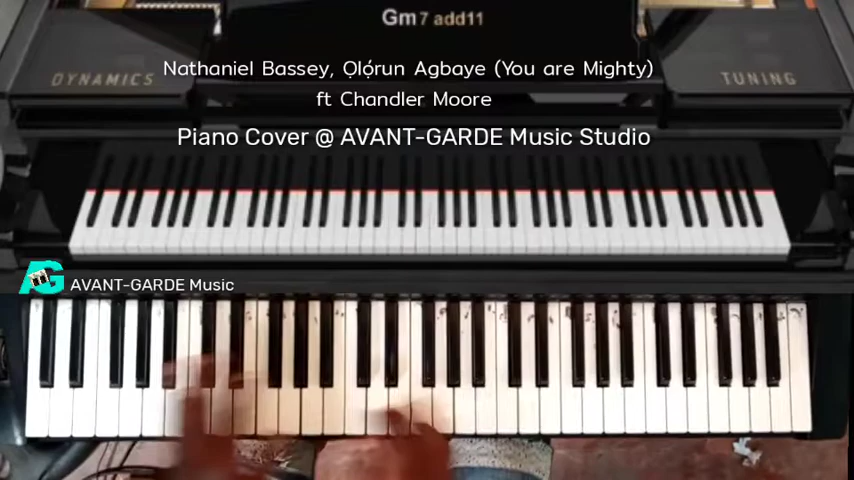 Gm7 add11
DYNAMICS
TUNING
Nathaniel Bassey, Ọlọ́run Agbaye (You are Mighty)
ft Chandler Moore
Piano Cover @ AVANT-GARDE Music Studio
AG
AVANT-GARDE Music